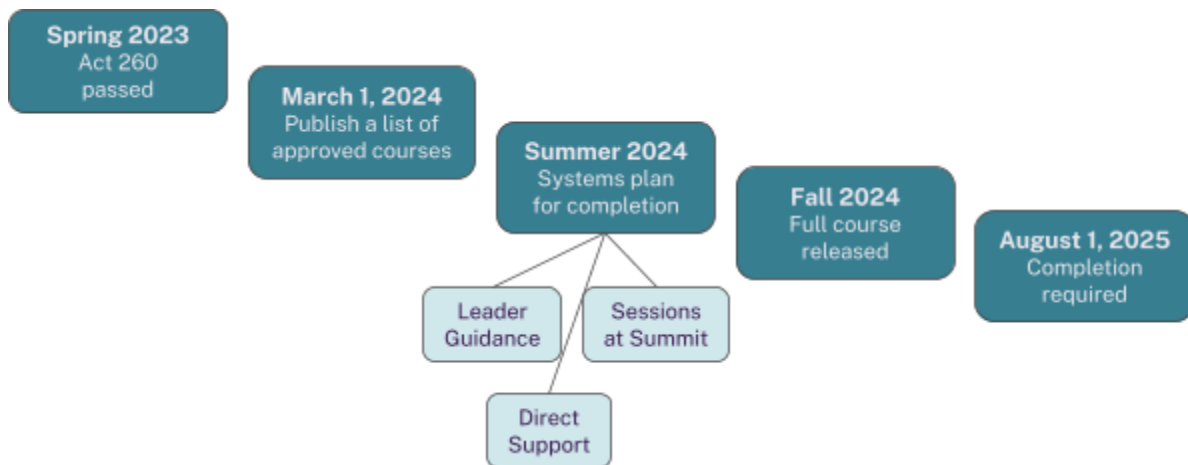 Spring 2023
Act 260
passed
March 1, 2024
Publish a list of
approved courses
Summer 2024
Systems plan
for completion
Fall 2024
Full course
released
August 1, 2025
Completion
required
Leader
Guidance
Sessions
at Summit
Direct
Support